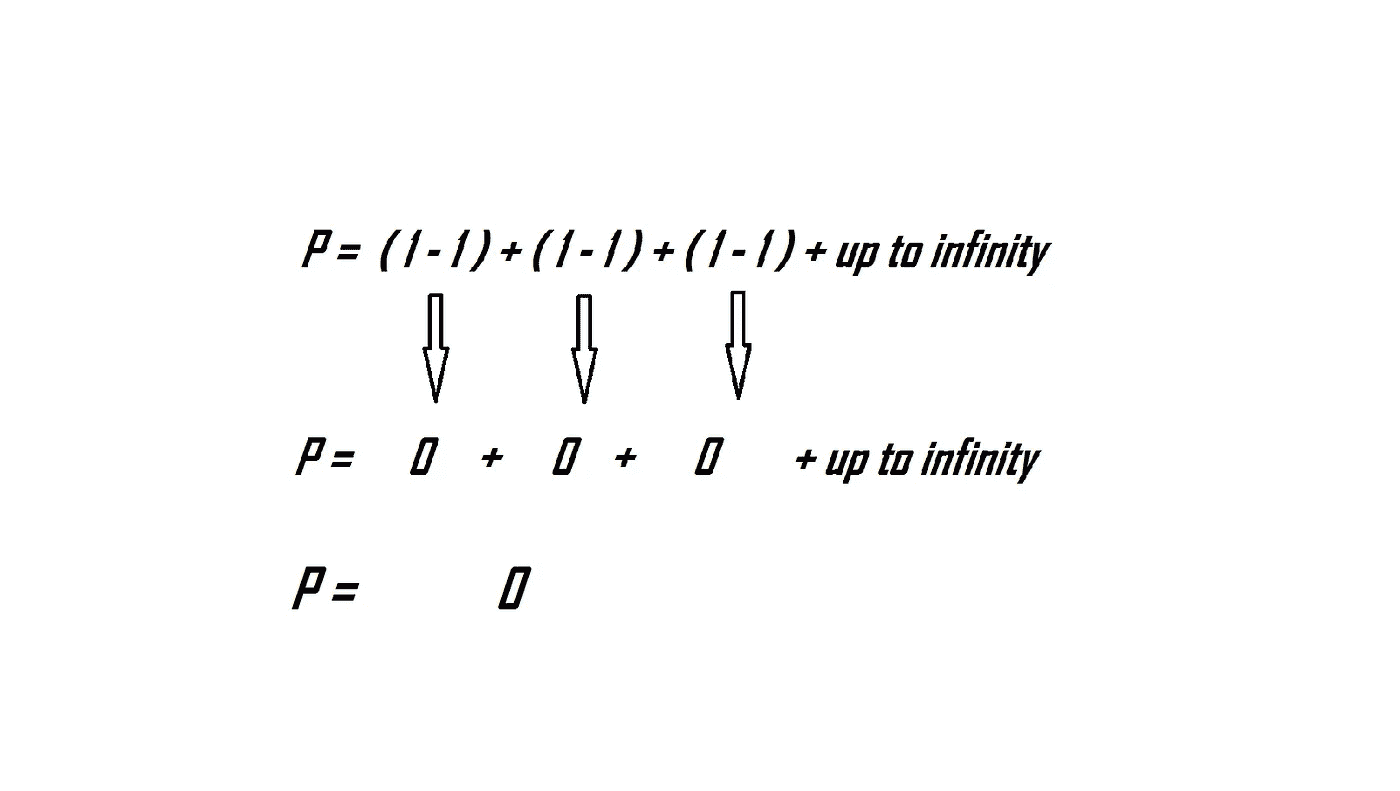 P = (1-1) + (1-1) + (1-1) + up to infinity
P = 0 + 0 + 0 + up to infinity
P = 0